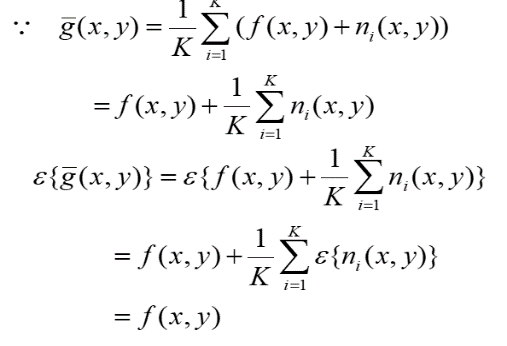 ∵ g̅(x, y) = 1/K ∑_{i=1}^{K} (f(x, y) + n_i(x, y))
= f(x, y) + 1/K ∑_{i=1}^{K} n_i(x, y)
ε{g̅(x, y)} = ε{f(x, y) + 1/K ∑_{i=1}^{K} n_i(x, y)}
= f(x, y) + 1/K ∑_{i=1}^{K} ε{n_i(x, y)}
= f(x, y)